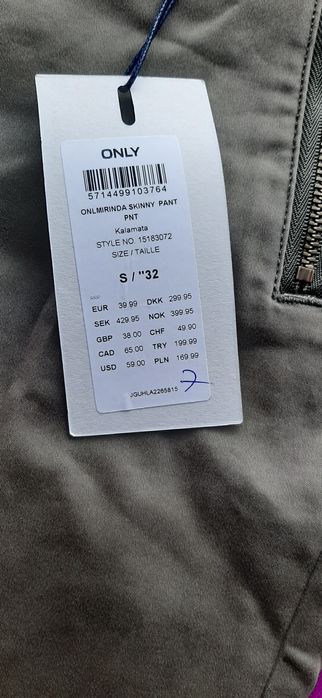 ONLY
5714499103764
ONLMIRINDA SKINNY PANT
PNT
Kalamata
STYLE NO. 15183072
SIZE / TAILLE
S / "32
RRP
EUR 39.99 DKK 299.95
SEK 429.95 NOK 399.95
GBP 38.00 CHF 49.90
CAD 65.00 TRY 199.99
USD 59.00 PLN 169.99
JGUHLA2265815